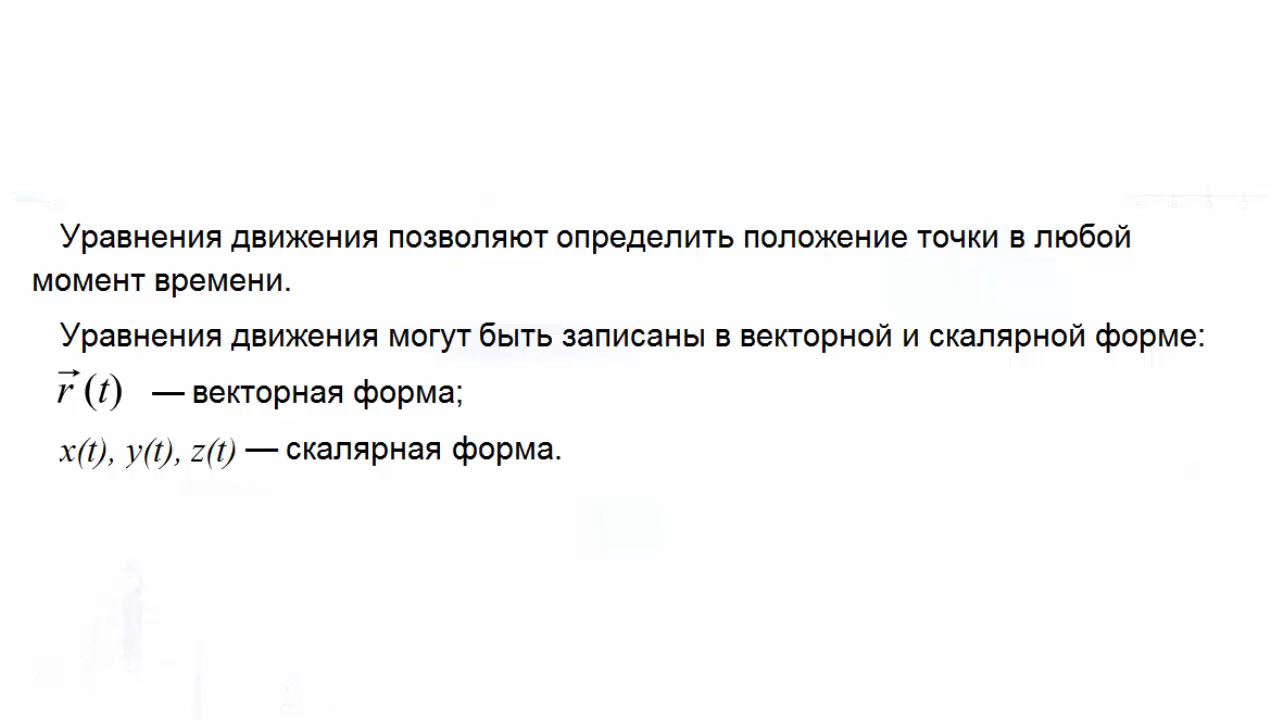 Уравнения движения позволяют определить положение точки в любой
момент времени.
Уравнения движения могут быть записаны в векторной и скалярной форме:
r⃗ (t) — векторная форма;
x(t), y(t), z(t) — скалярная форма.